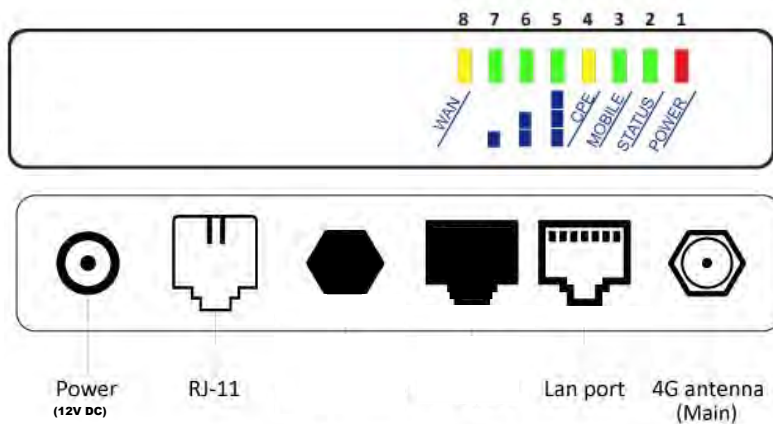 8 7 6 5 4 3 2 1
WAN CPE MOBILE STATUS POWER
Power RJ-11 Lan port 4G antenna
(12V DC) (Main)